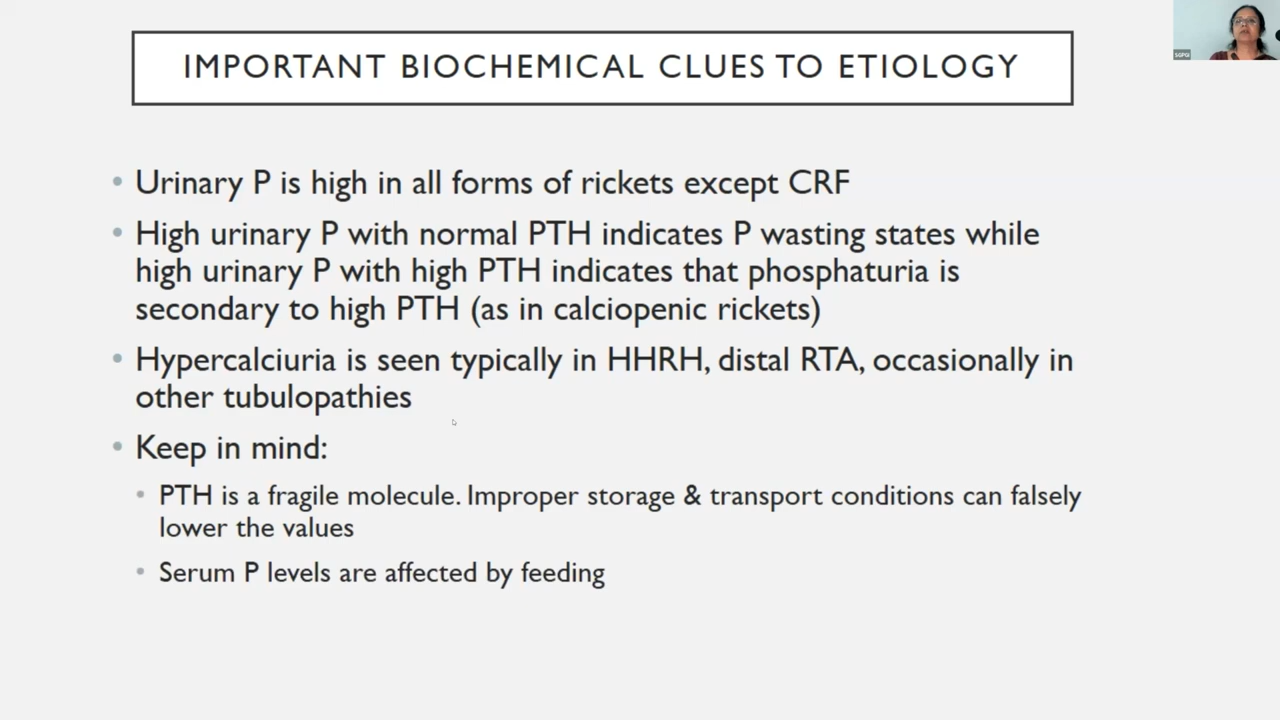 IMPORTANT BIOCHEMICAL CLUES TO ETIOLOGY
SGPGI
• Urinary P is high in all forms of rickets except CRF
• High urinary P with normal PTH indicates P wasting states while
high urinary P with high PTH indicates that phosphaturia is
secondary to high PTH (as in calciopenic rickets)
• Hypercalciuria is seen typically in HHRH, distal RTA, occasionally in
other tubulopathies
• Keep in mind:
• PTH is a fragile molecule. Improper storage & transport conditions can falsely
lower the values
• Serum P levels are affected by feeding